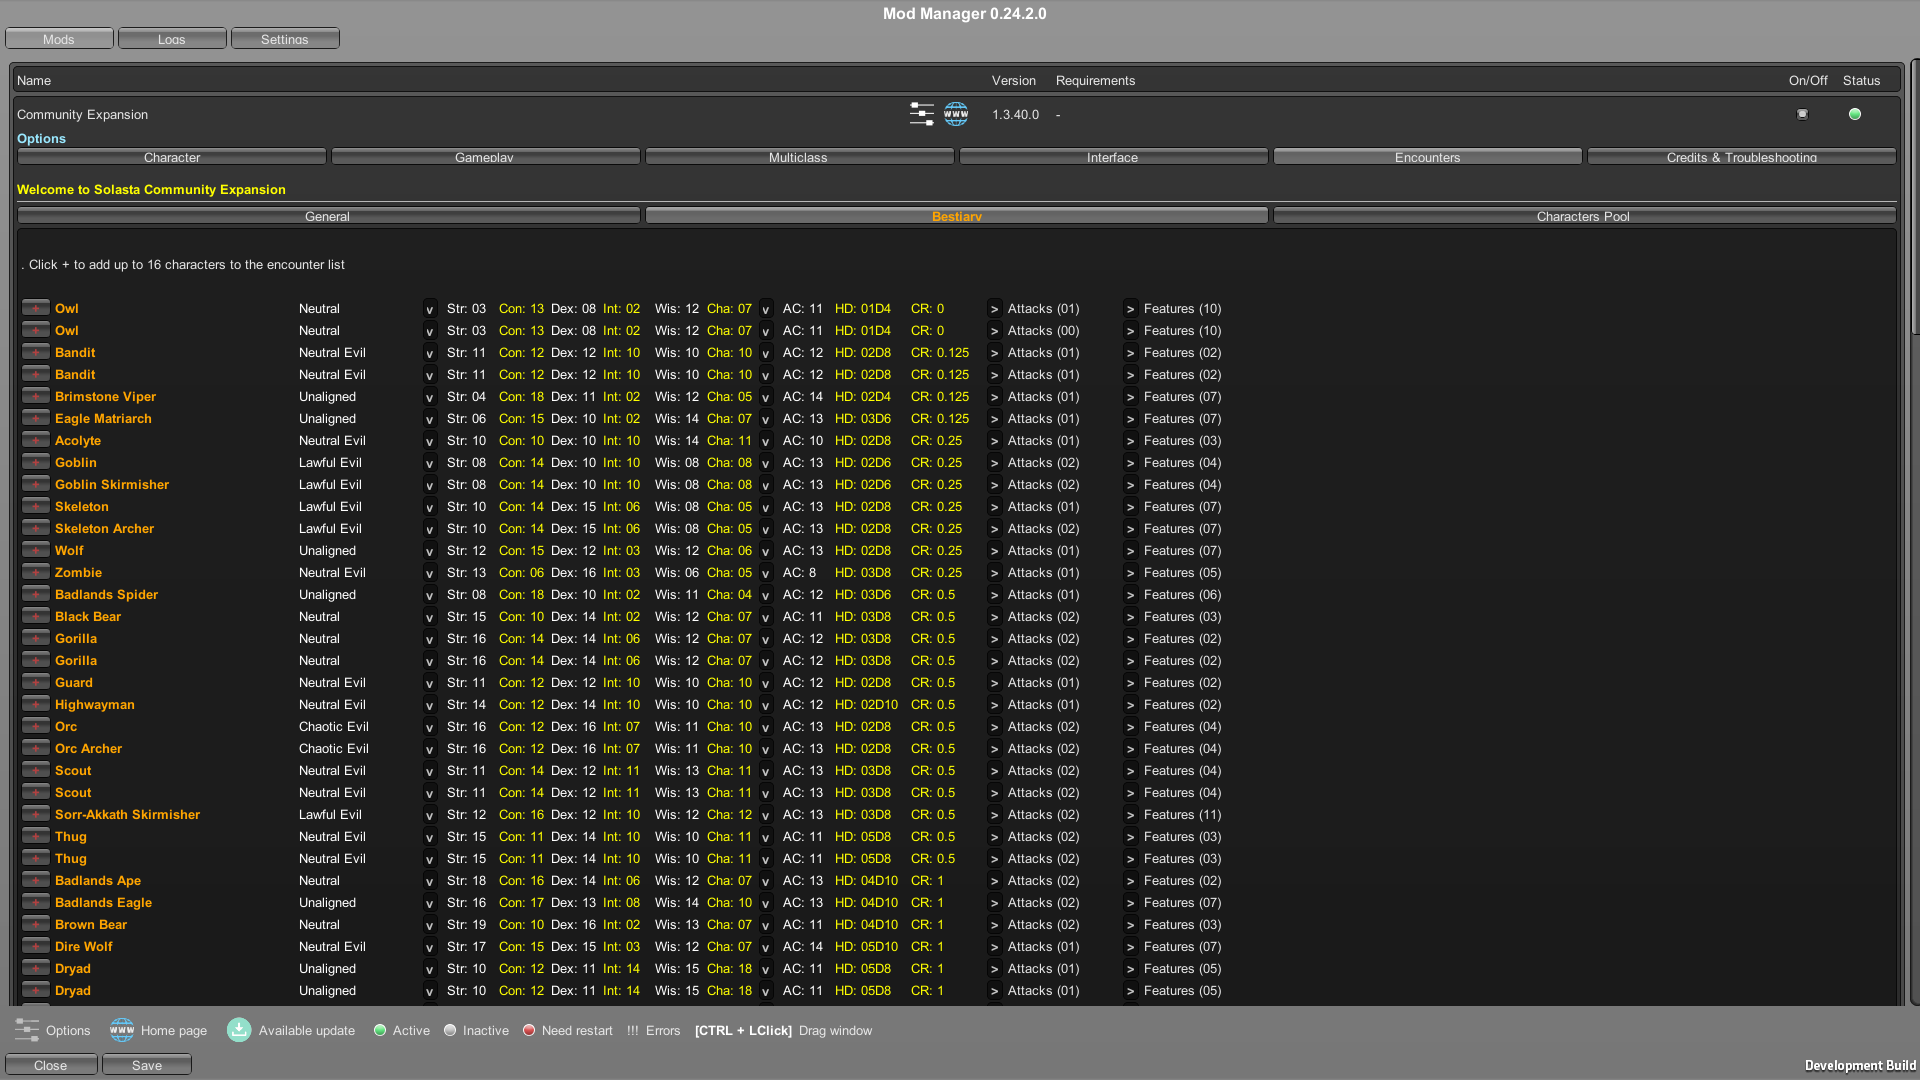 Mod Manager 0.24.2.0
Mods Logs Settings
Name Version Requirements On/Off Status
Community Expansion WWW 1.3.40.0 -
Options
Character Gameplay Multiclass Interface Encounters Credits & Troubleshooting
Welcome to Solasta Community Expansion
General Bestiary Characters Pool
. Click + to add up to 16 characters to the encounter list
+ Owl Neutral v Str: 03 Con: 13 Dex: 08 Int: 02 Wis: 12 Cha: 07 v AC: 11 HD: 01D4 CR: 0 > Attacks (01) > Features (10)
+ Owl Neutral v Str: 03 Con: 13 Dex: 08 Int: 02 Wis: 12 Cha: 07 v AC: 11 HD: 01D4 CR: 0 > Attacks (00) > Features (10)
+ Bandit Neutral Evil v Str: 11 Con: 12 Dex: 12 Int: 10 Wis: 10 Cha: 10 v AC: 12 HD: 02D8 CR: 0.125 > Attacks (01) > Features (02)
+ Bandit Neutral Evil v Str: 11 Con: 12 Dex: 12 Int: 10 Wis: 10 Cha: 10 v AC: 12 HD: 02D8 CR: 0.125 > Attacks (01) > Features (02)
+ Brimstone Viper Unaligned v Str: 04 Con: 18 Dex: 11 Int: 02 Wis: 12 Cha: 05 v AC: 14 HD: 02D4 CR: 0.125 > Attacks (01) > Features (07)
+ Eagle Matriarch Unaligned v Str: 06 Con: 15 Dex: 10 Int: 02 Wis: 14 Cha: 07 v AC: 13 HD: 03D6 CR: 0.125 > Attacks (01) > Features (07)
+ Acolyte Neutral Evil v Str: 10 Con: 10 Dex: 10 Int: 10 Wis: 14 Cha: 11 v AC: 10 HD: 02D8 CR: 0.25 > Attacks (01) > Features (03)
+ Goblin Lawful Evil v Str: 08 Con: 14 Dex: 10 Int: 10 Wis: 08 Cha: 08 v AC: 13 HD: 02D6 CR: 0.25 > Attacks (02) > Features (04)
+ Goblin Skirmisher Lawful Evil v Str: 08 Con: 14 Dex: 10 Int: 10 Wis: 08 Cha: 08 v AC: 13 HD: 02D6 CR: 0.25 > Attacks (02) > Features (04)
+ Skeleton Lawful Evil v Str: 10 Con: 14 Dex: 15 Int: 06 Wis: 08 Cha: 05 v AC: 13 HD: 02D8 CR: 0.25 > Attacks (01) > Features (07)
+ Skeleton Archer Lawful Evil v Str: 10 Con: 14 Dex: 15 Int: 06 Wis: 08 Cha: 05 v AC: 13 HD: 02D8 CR: 0.25 > Attacks (02) > Features (07)
+ Wolf Unaligned v Str: 12 Con: 15 Dex: 12 Int: 03 Wis: 12 Cha: 06 v AC: 13 HD: 02D8 CR: 0.25 > Attacks (01) > Features (07)
+ Zombie Neutral Evil v Str: 13 Con: 06 Dex: 16 Int: 03 Wis: 06 Cha: 05 v AC: 8 HD: 03D8 CR: 0.25 > Attacks (01) > Features (05)
+ Badlands Spider Unaligned v Str: 08 Con: 18 Dex: 10 Int: 02 Wis: 11 Cha: 04 v AC: 12 HD: 03D6 CR: 0.5 > Attacks (01) > Features (06)
+ Black Bear Neutral v Str: 15 Con: 10 Dex: 14 Int: 02 Wis: 12 Cha: 07 v AC: 11 HD: 03D8 CR: 0.5 > Attacks (02) > Features (03)
+ Gorilla Neutral v Str: 16 Con: 14 Dex: 14 Int: 06 Wis: 12 Cha: 07 v AC: 12 HD: 03D8 CR: 0.5 > Attacks (02) > Features (02)
+ Gorilla Neutral v Str: 16 Con: 14 Dex: 14 Int: 06 Wis: 12 Cha: 07 v AC: 12 HD: 03D8 CR: 0.5 > Attacks (02) > Features (02)
+ Guard Neutral Evil v Str: 11 Con: 12 Dex: 12 Int: 10 Wis: 10 Cha: 10 v AC: 12 HD: 02D8 CR: 0.5 > Attacks (01) > Features (02)
+ Highwayman Neutral Evil v Str: 14 Con: 12 Dex: 14 Int: 10 Wis: 10 Cha: 10 v AC: 12 HD: 02D10 CR: 0.5 > Attacks (01) > Features (02)
+ Orc Chaotic Evil v Str: 16 Con: 12 Dex: 16 Int: 07 Wis: 11 Cha: 10 v AC: 13 HD: 02D8 CR: 0.5 > Attacks (02) > Features (04)
+ Orc Archer Chaotic Evil v Str: 16 Con: 12 Dex: 16 Int: 07 Wis: 11 Cha: 10 v AC: 13 HD: 02D8 CR: 0.5 > Attacks (02) > Features (04)
+ Scout Neutral Evil v Str: 11 Con: 14 Dex: 12 Int: 11 Wis: 13 Cha: 11 v AC: 13 HD: 03D8 CR: 0.5 > Attacks (02) > Features (04)
+ Scout Neutral Evil v Str: 11 Con: 14 Dex: 12 Int: 11 Wis: 13 Cha: 11 v AC: 13 HD: 03D8 CR: 0.5 > Attacks (02) > Features (04)
+ Sorr-Akkath Skirmisher Lawful Evil v Str: 12 Con: 16 Dex: 12 Int: 10 Wis: 12 Cha: 12 v AC: 13 HD: 03D8 CR: 0.5 > Attacks (02) > Features (11)
+ Thug Neutral Evil v Str: 15 Con: 11 Dex: 14 Int: 10 Wis: 10 Cha: 11 v AC: 11 HD: 05D8 CR: 0.5 > Attacks (02) > Features (03)
+ Thug Neutral Evil v Str: 15 Con: 11 Dex: 14 Int: 10 Wis: 10 Cha: 11 v AC: 11 HD: 05D8 CR: 0.5 > Attacks (02) > Features (03)
+ Badlands Ape Neutral v Str: 18 Con: 16 Dex: 14 Int: 06 Wis: 12 Cha: 07 v AC: 13 HD: 04D10 CR: 1 > Attacks (02) > Features (02)
+ Badlands Eagle Unaligned v Str: 16 Con: 17 Dex: 13 Int: 08 Wis: 14 Cha: 10 v AC: 13 HD: 04D10 CR: 1 > Attacks (02) > Features (07)
+ Brown Bear Neutral v Str: 19 Con: 10 Dex: 16 Int: 02 Wis: 13 Cha: 07 v AC: 11 HD: 04D10 CR: 1 > Attacks (02) > Features (03)
+ Dire Wolf Neutral Evil v Str: 17 Con: 15 Dex: 15 Int: 03 Wis: 12 Cha: 07 v AC: 14 HD: 05D10 CR: 1 > Attacks (01) > Features (07)
+ Dryad Unaligned v Str: 10 Con: 12 Dex: 11 Int: 14 Wis: 15 Cha: 18 v AC: 11 HD: 05D8 CR: 1 > Attacks (01) > Features (05)
+ Dryad Unaligned v Str: 10 Con: 12 Dex: 11 Int: 14 Wis: 15 Cha: 18 v AC: 11 HD: 05D8 CR: 1 > Attacks (01) > Features (05)
Options WWW Home page Available update Active Inactive Need restart !!! Errors [CTRL + LClick] Drag window
Close Save
Development Build